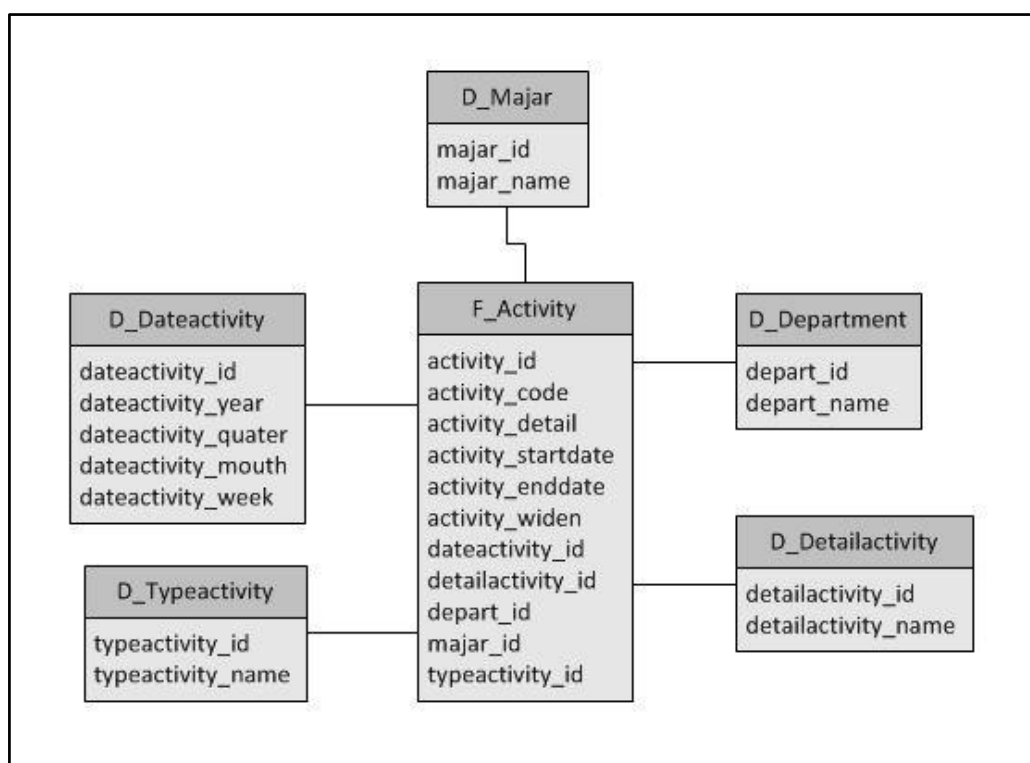 D_Majar
majar_id
majar_name
D_Dateactivity
dateactivity_id
dateactivity_year
dateactivity_quater
dateactivity_mouth
dateactivity_week
F_Activity
activity_id
activity_code
activity_detail
activity_startdate
activity_enddate
activity_widen
dateactivity_id
detailactivity_id
depart_id
majar_id
typeactivity_id
D_Department
depart_id
depart_name
D_Typeactivity
typeactivity_id
typeactivity_name
D_Detailactivity
detailactivity_id
detailactivity_name